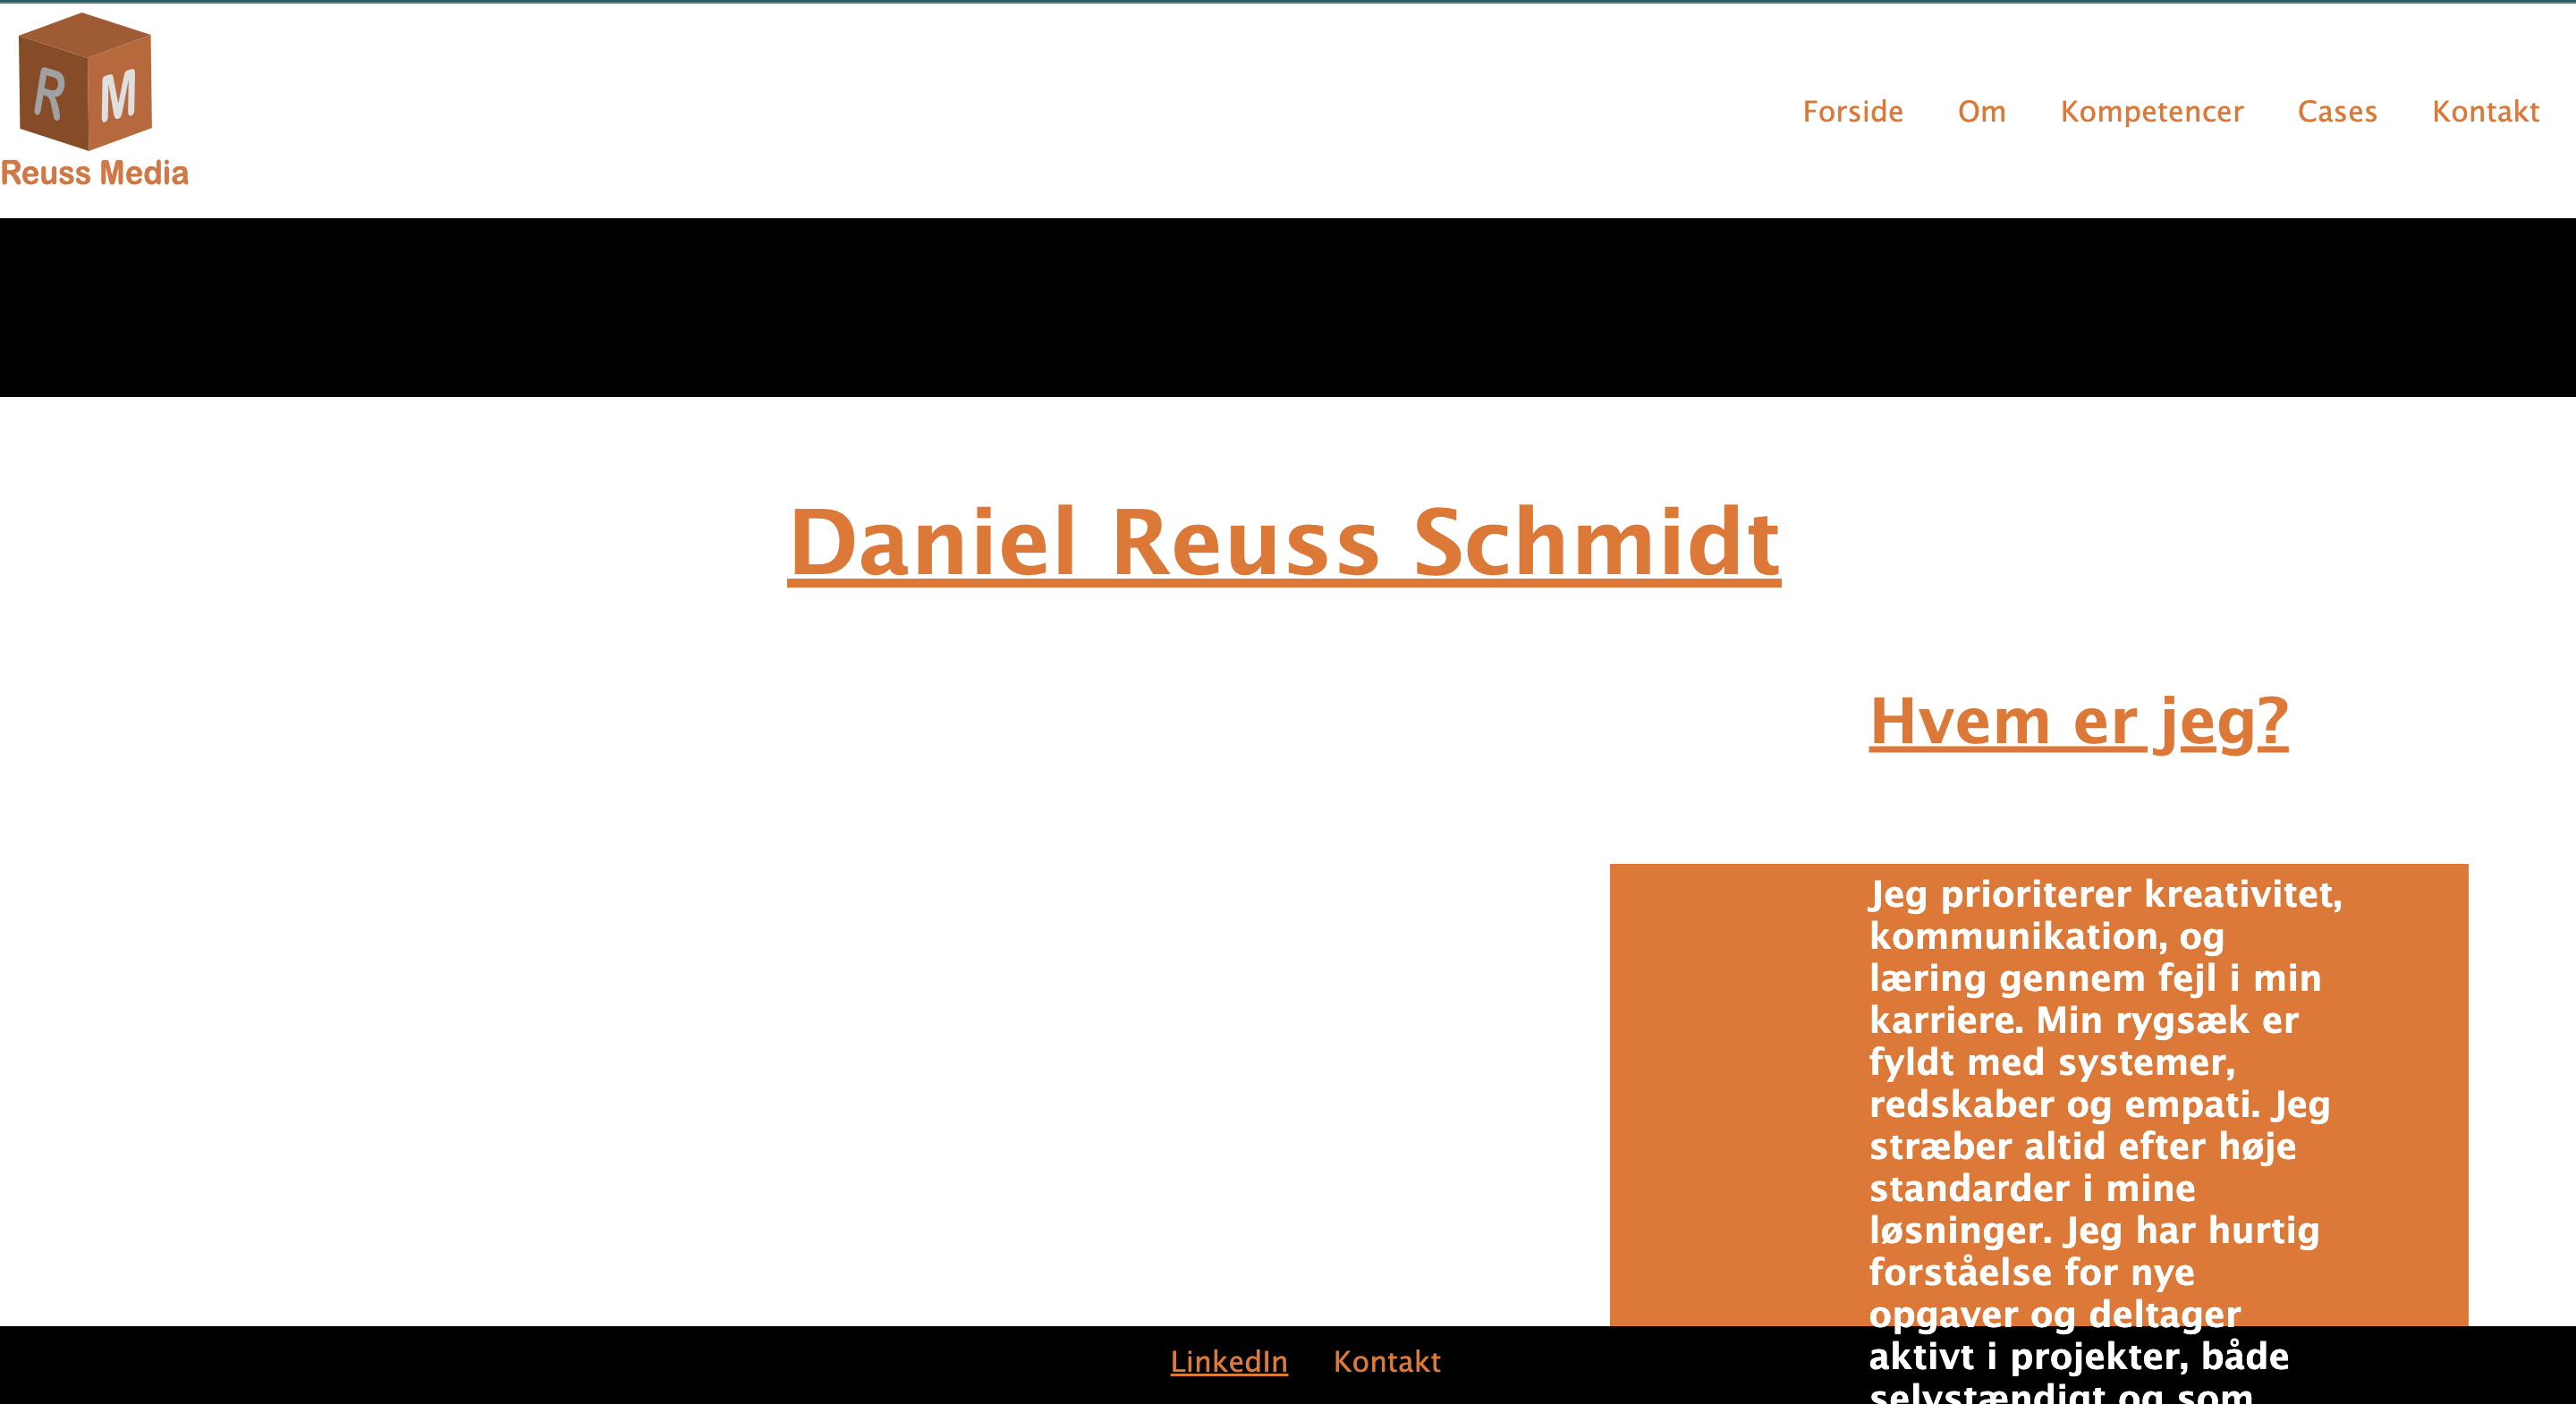 R M
Reuss Media
Forside Om Kompetencer Cases Kontakt
Daniel Reuss Schmidt
Hvem er jeg?
Jeg prioriterer kreativitet,
kommunikation, og
læring gennem fejl i min
karriere. Min rygsæk er
fyldt med systemer,
redskaber og empati. Jeg
stræber altid efter høje
standarder i mine
løsninger. Jeg har hurtig
forståelse for nye
opgaver og deltager
aktivt i projekter, både
selvstændigt og som
LinkedIn Kontakt